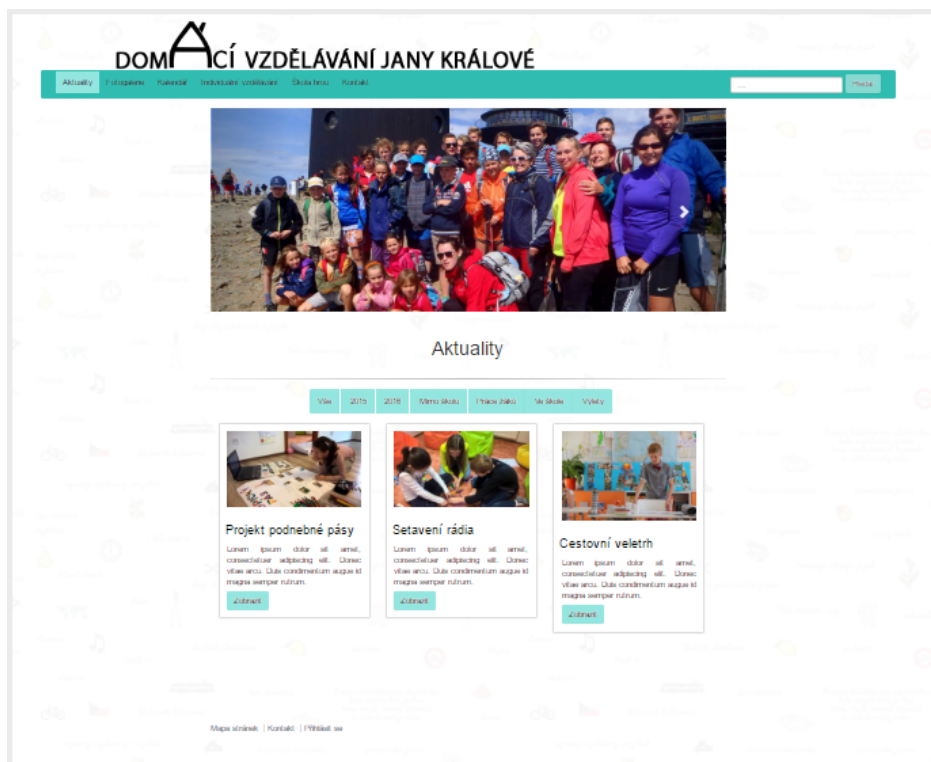 DOMÁCÍ VZDĚLÁVÁNÍ JANY KRÁLOVÉ
Aktuality Fotogalerie Kalendář Individuální vzdělávání Škola hrou Kontakt Hledat
Aktuality
Vše 2015 2016 Mimo školu Práce žáků Ve škole Výlety
Projekt podnebné pásy
Lorem ipsum dolor sit amet,
consectetuer adipiscing elit. Donec
vitae arcu. Duis condimentum augue id
magna semper rutrum.
Zobrazit
Setavení rádia
Lorem ipsum dolor sit amet,
consectetuer adipiscing elit. Donec
vitae arcu. Duis condimentum augue id
magna semper rutrum.
Zobrazit
Cestovní veletrh
Lorem ipsum dolor sit amet,
consectetuer adipiscing elit. Donec
vitae arcu. Duis condimentum augue id
magna semper rutrum.
Zobrazit
Mapa stránek | Kontakt | Přihlásit se